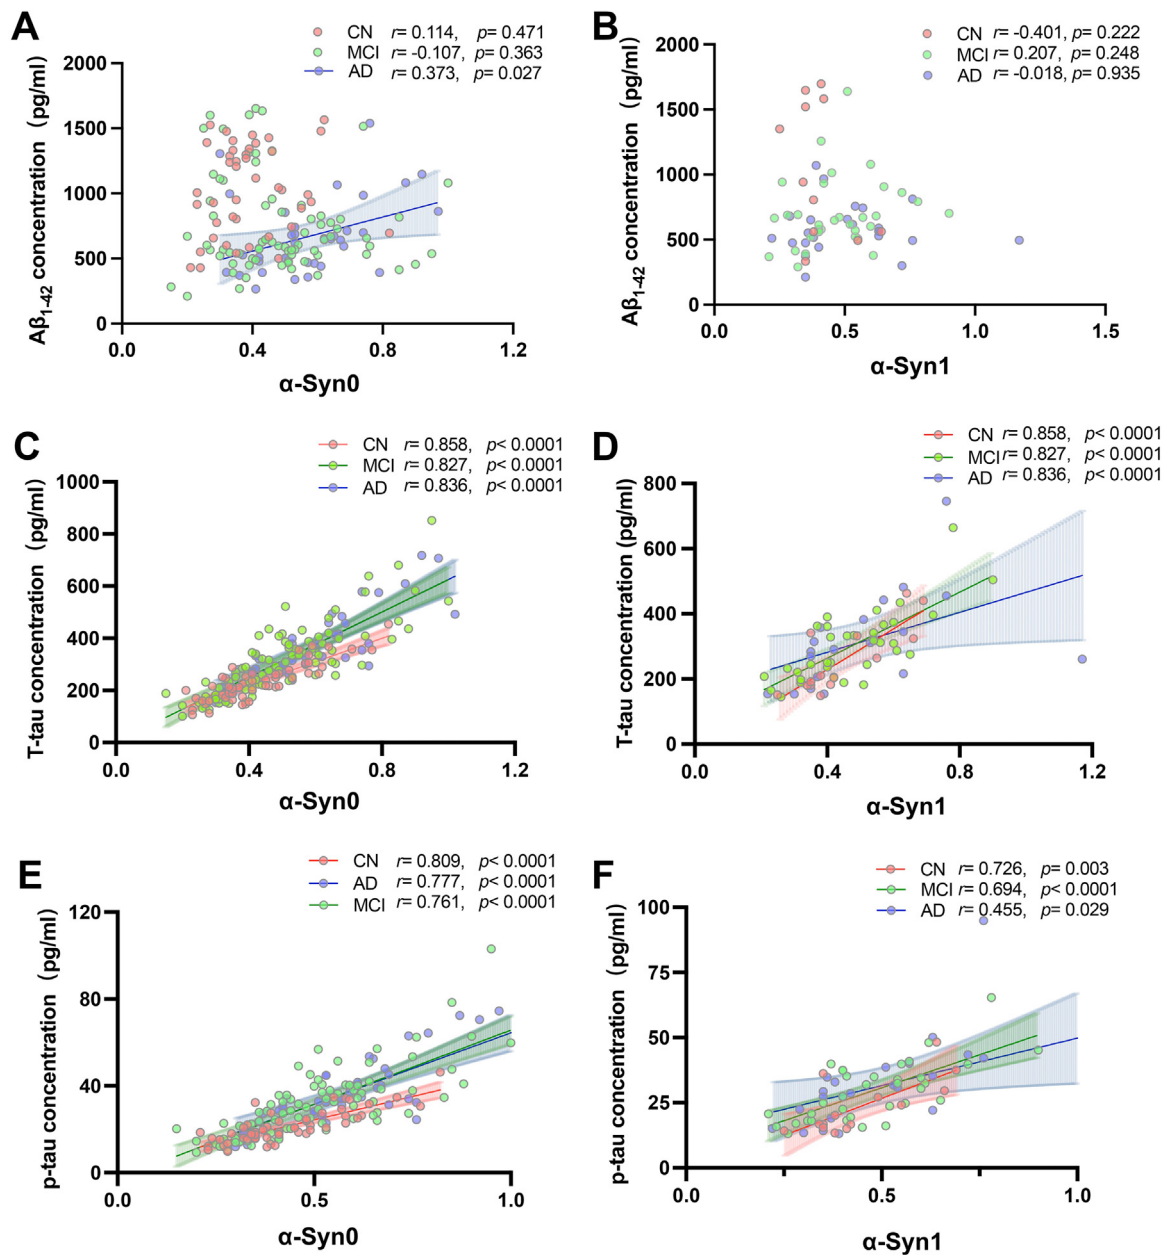 A
CN r= 0.114, p= 0.471
MCI r= -0.107, p= 0.363
AD r= 0.373, p= 0.027
Aβ1-42 concentration (pg/ml)
2000
1500
1000
500
0
0.0 0.4 0.8 1.2
α-Syn0
B
CN r= -0.401, p= 0.222
MCI r= 0.207, p= 0.248
AD r= -0.018, p= 0.935
Aβ1-42 concentration (pg/ml)
2000
1500
1000
500
0
0.0 0.5 1.0 1.5
α-Syn1
C
CN r= 0.858, p< 0.0001
MCI r= 0.827, p< 0.0001
AD r= 0.836, p< 0.0001
T-tau concentration (pg/ml)
1000
800
600
400
200
0
0.0 0.4 0.8 1.2
α-Syn0
D
CN r= 0.858, p< 0.0001
MCI r= 0.827, p< 0.0001
AD r= 0.836, p< 0.0001
T-tau concentration (pg/ml)
800
600
400
200
0
0.0 0.4 0.8 1.2
α-Syn1
E
CN r= 0.809, p< 0.0001
AD r= 0.777, p< 0.0001
MCI r= 0.761, p< 0.0001
p-tau concentration (pg/ml)
120
80
40
0
0.0 0.5 1.0
α-Syn0
F
CN r= 0.726, p= 0.003
MCI r= 0.694, p< 0.0001
AD r= 0.455, p= 0.029
p-tau concentration (pg/ml)
100
75
50
25
0
0.0 0.5 1.0
α-Syn1